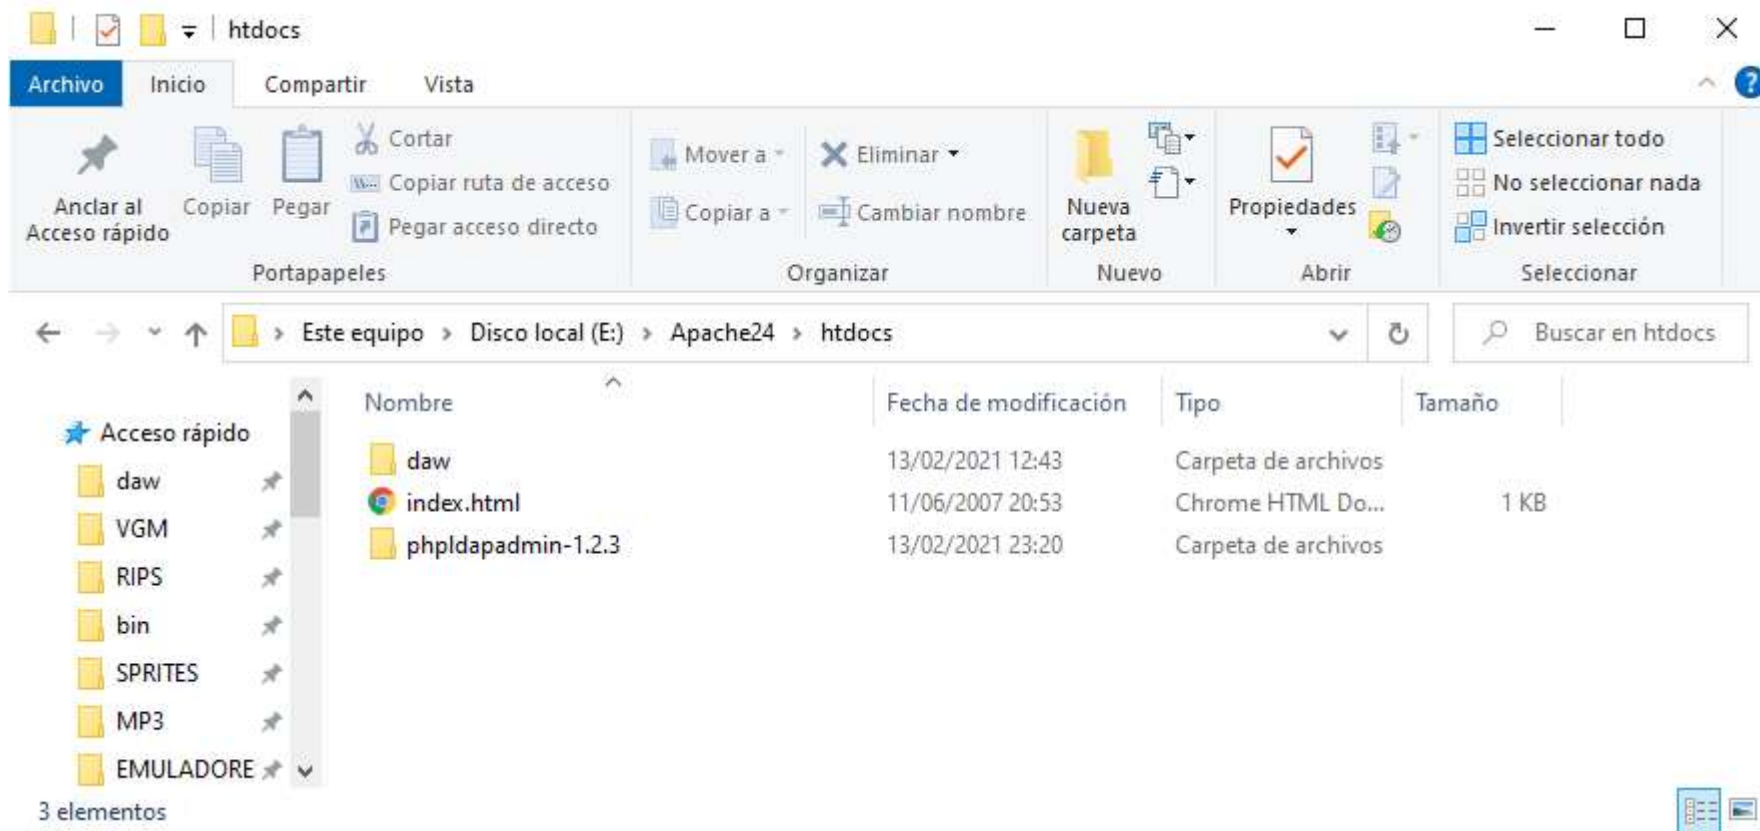 htdocs
Archivo Inicio Compartir Vista
Anclar al
Acceso rápido
Copiar Pegar
Cortar
Copiar ruta de acceso
Pegar acceso directo
Portapapeles
Mover a
Copiar a
Eliminar
Cambiar nombre
Organizar
Nueva
carpeta
Nuevo
Propiedades
Abrir
Seleccionar todo
No seleccionar nada
Invertir selección
Seleccionar
Este equipo > Disco local (E:) > Apache24 > htdocs
Buscar en htdocs
Nombre Fecha de modificación Tipo Tamaño
Acceso rápido
daw
VGM
RIPS
bin
SPRITES
MP3
EMULADORE
daw 13/02/2021 12:43 Carpeta de archivos
index.html 11/06/2007 20:53 Chrome HTML Do... 1 KB
phpldapadmin-1.2.3 13/02/2021 23:20 Carpeta de archivos
3 elementos